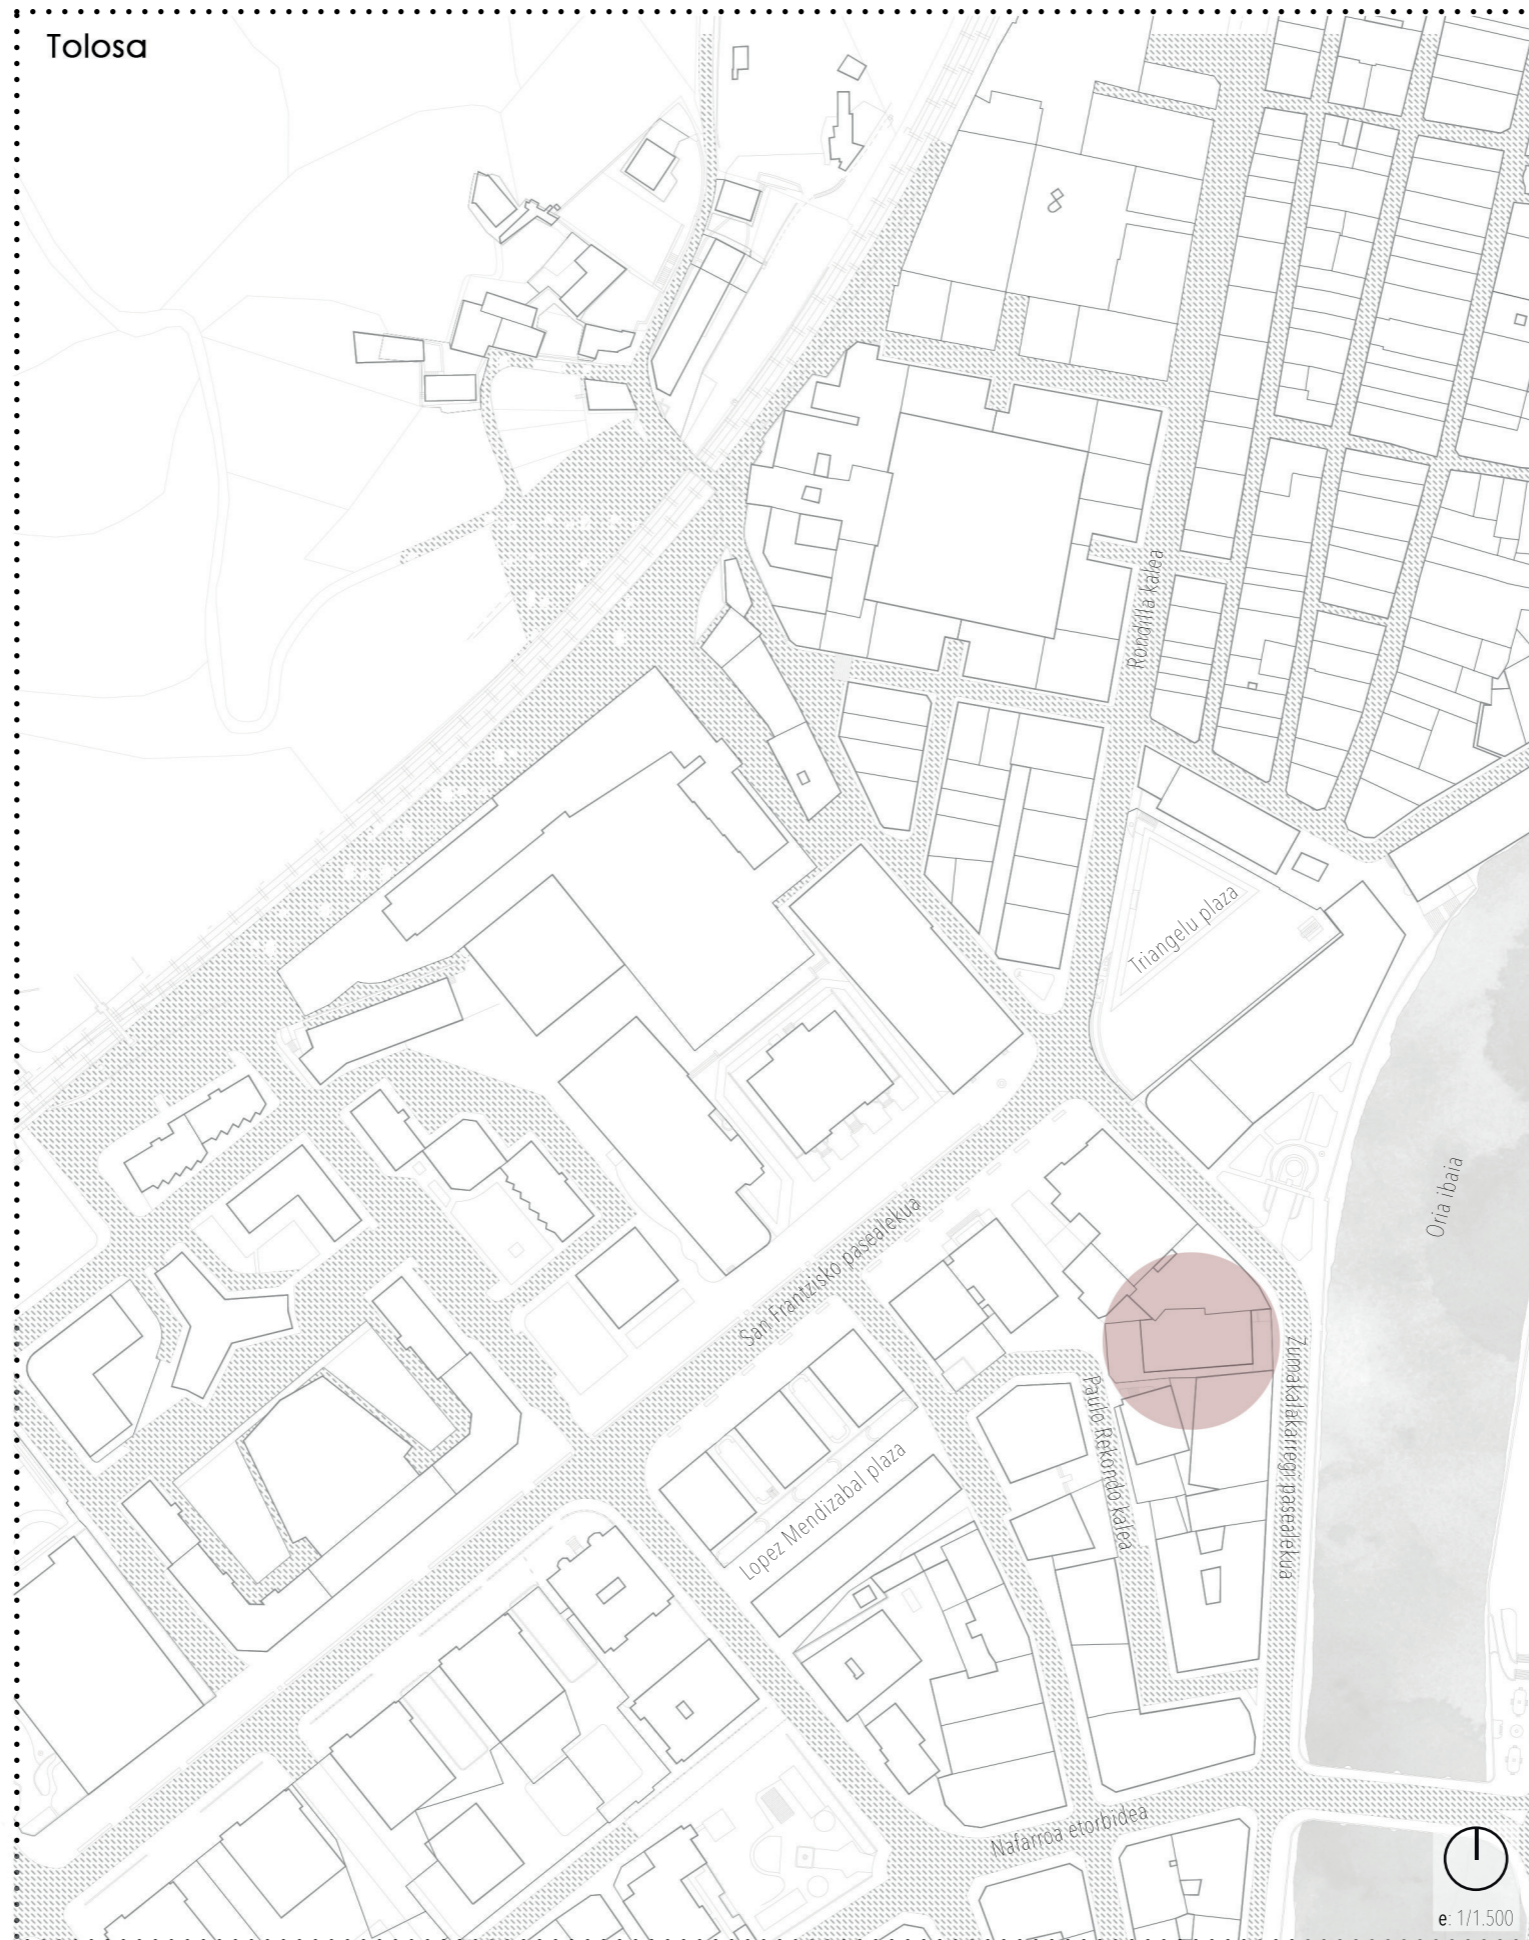 Tolosa
Rondilla kalea
Triangelu plaza
Oria ibaia
San Frantzisko pasealekua
Zumakalakarregi pasealekua
Paulo Rekondo kalea
Lopez Mendizabal plaza
Nafarroa etorbidea
e: 1/1.500